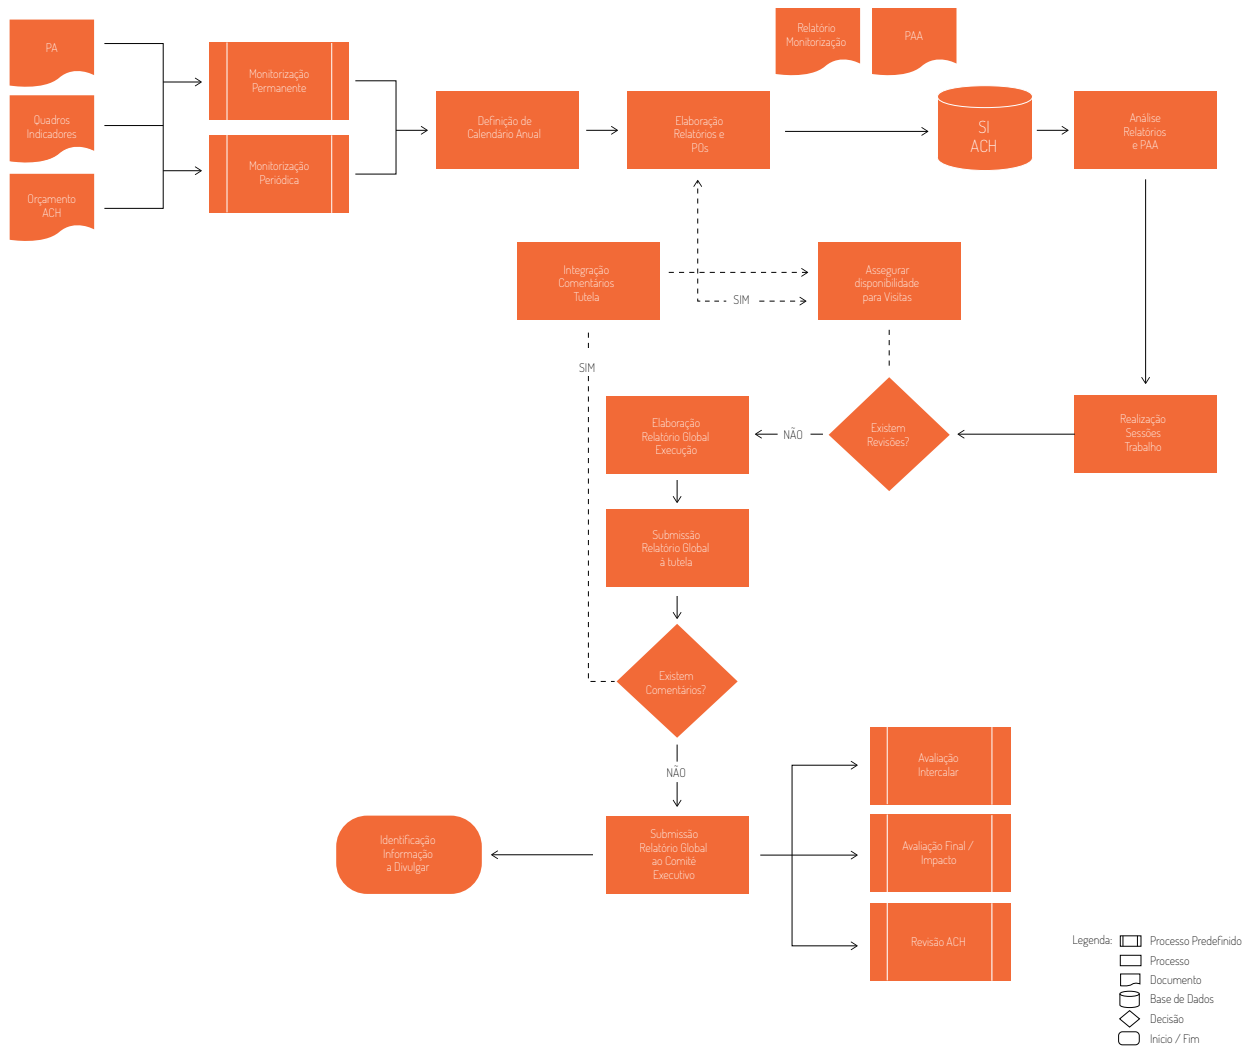 PA
Quadros
Indicadores
Orçamento
ACH
Monitorização
Permanente
Monitorização
Periódica
Definição de
Calendário Anual
Elaboração
Relatórios e
POs
Relatório
Monitorização
PAA
SI
ACH
Análise
Relatórios
e PAA
Integração
Comentários
Tutela
Assegurar
disponibilidade
para Visitas
SIM
SIM
Elaboração
Relatório Global
Execução
NÃO
Existem
Revisões?
Realização
Sessões
Trabalho
Submissão
Relatório Global
à tutela
Existem
Comentários?
NÃO
Identificação
Informação
a Divulgar
Submissão
Relatório Global
ao Comité
Executivo
Avaliação
Intercalar
Avaliação Final /
Impacto
Revisão ACH
Legenda:
Processo Predefinido
Processo
Documento
Base de Dados
Decisão
Inicio / Fim